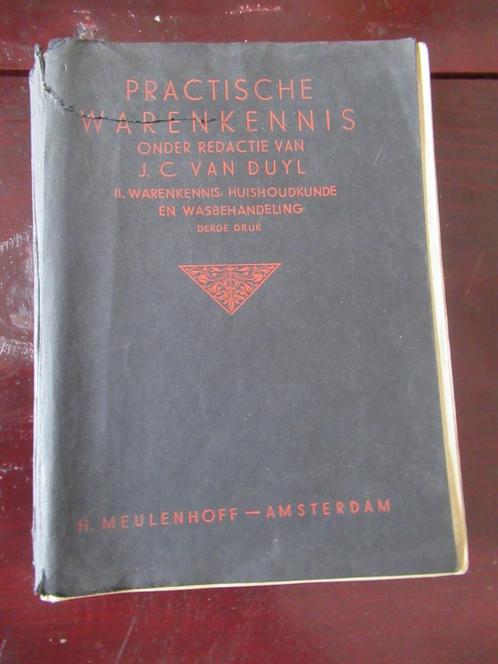 PRACTISCHE
WARENKENNIS
ONDER REDACTIE VAN
J. C. VAN DUYL
II. WARENKENNIS, HUISHOUDKUNDE
EN WASBEHANDELING
DERDE DRUK
H. MEULENHOFF — AMSTERDAM